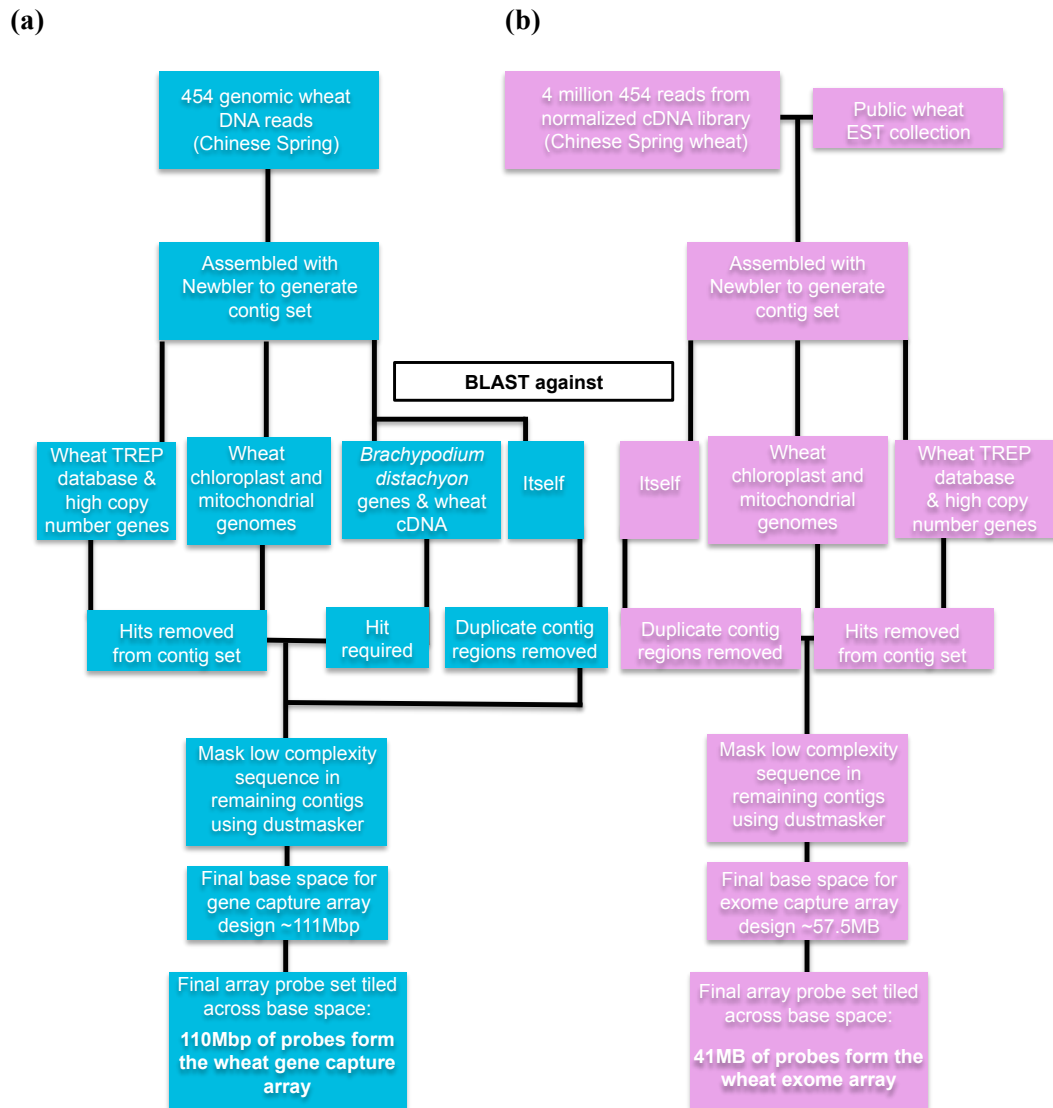 (a)
454 genomic wheat
DNA reads
(Chinese Spring)
Assembled with
Newbler to generate
contig set
BLAST against
Wheat TREP
database &
high copy
number genes
Wheat
chloroplast and
mitochondrial
genomes
Brachypodium
distachyon
genes & wheat
cDNA
Itself
Hits removed
from contig set
Hit
required
Duplicate contig
regions removed
Mask low complexity
sequence in
remaining contigs
using dustmasker
Final base space for
gene capture array
design ~111Mbp
Final array probe set tiled
across base space:
110Mbp of probes form
the wheat gene capture
array
(b)
4 million 454 reads from
normalized cDNA library
(Chinese Spring wheat)
Public wheat
EST collection
Assembled with
Newbler to generate
contig set
Itself
Wheat
chloroplast and
mitochondrial
genomes
Wheat TREP
database
& high copy
number genes
Duplicate contig
regions removed
Hits removed
from contig set
Mask low complexity
sequence in
remaining contigs
using dustmasker
Final base space for
exome capture array
design ~57.5MB
Final array probe set tiled
across base space:
41MB of probes form the
wheat exome array